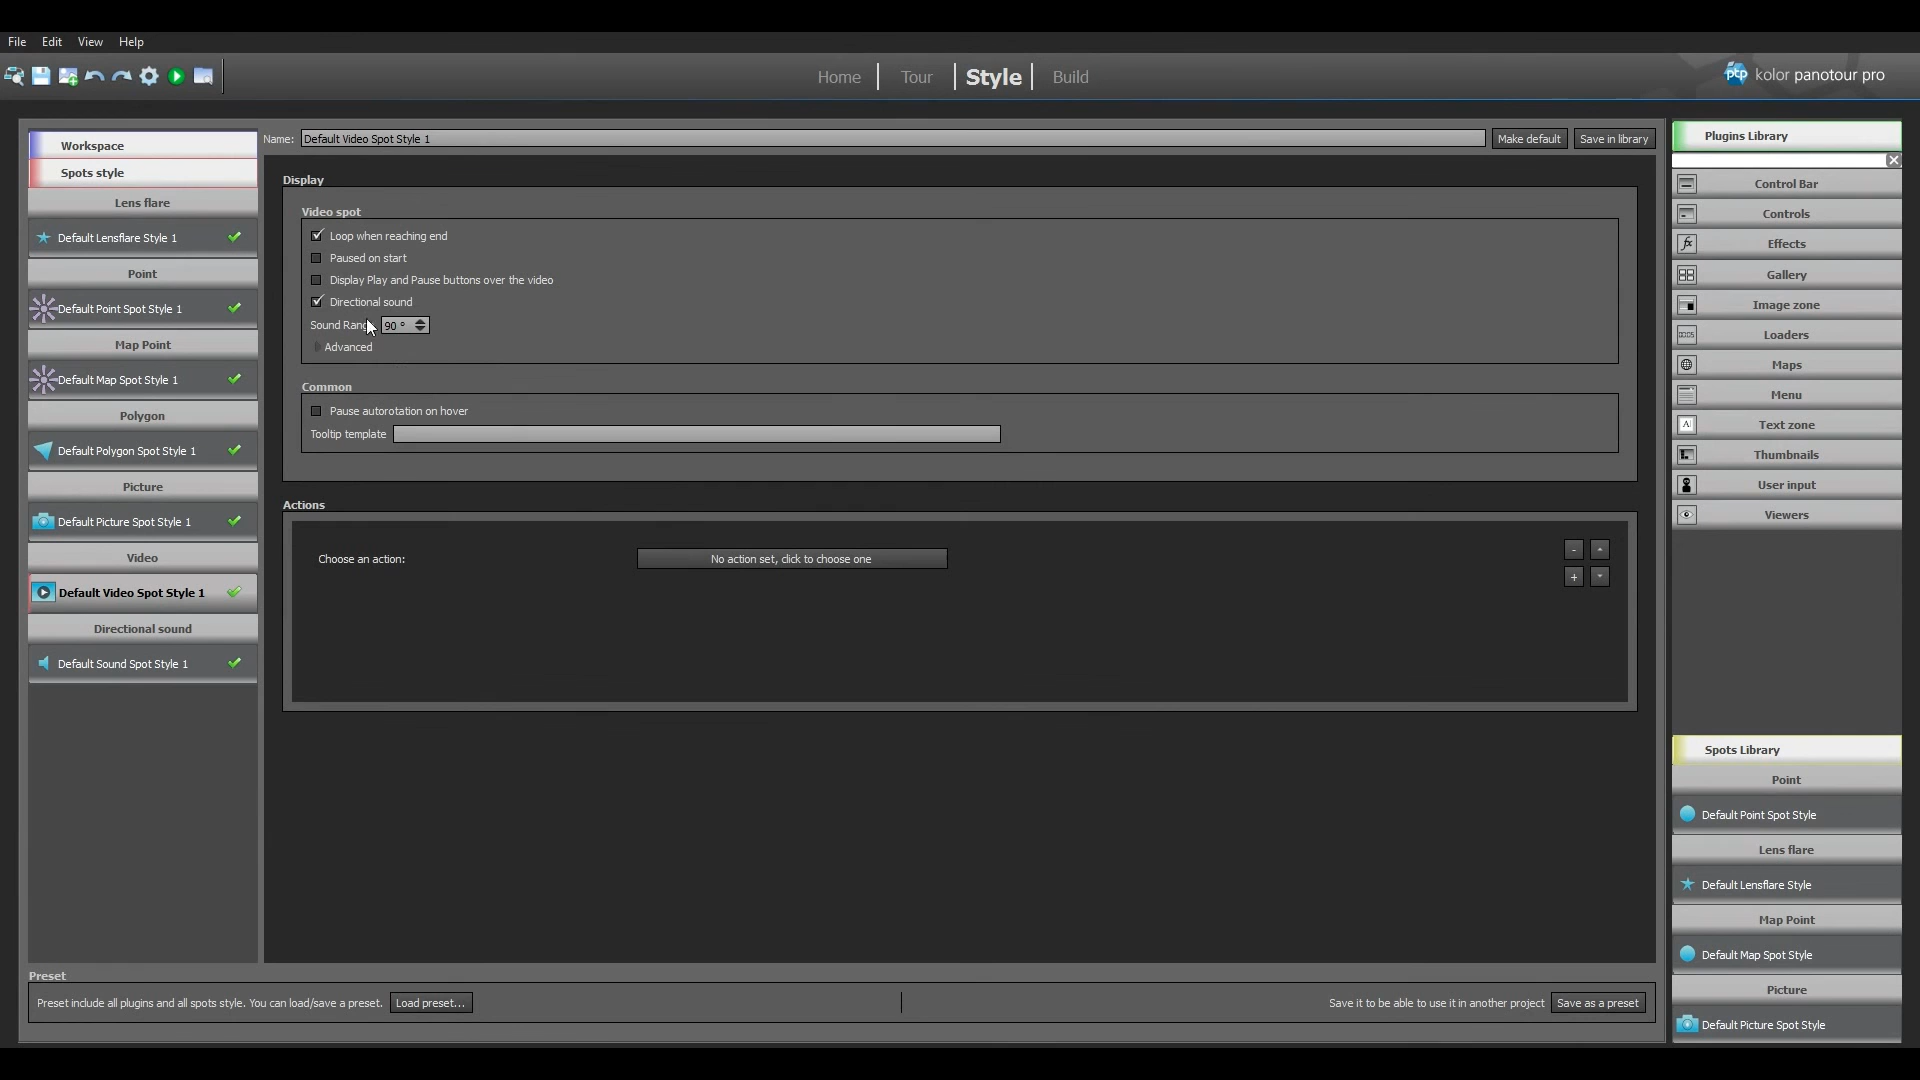 File Edit View Help
Home Tour Style Build
ptp kolor panotour pro
Workspace
Spots style
Lens flare
Default Lensflare Style 1
Point
Default Point Spot Style 1
Map Point
Default Map Spot Style 1
Polygon
Default Polygon Spot Style 1
Picture
Default Picture Spot Style 1
Video
Default Video Spot Style 1
Directional sound
Default Sound Spot Style 1
Name: Default Video Spot Style 1 Make default Save in library
Display
Video spot
Loop when reaching end
Paused on start
Display Play and Pause buttons over the video
Directional sound
Sound 90 °
Advanced
Common
Pause autorotation on hover
Tooltip template
Actions
Choose an action: No action set, click to choose one
- +
Plugins Library
Control Bar
Controls
fx Effects
Gallery
Image zone
Loaders
Maps
Menu
Text zone
Thumbnails
User input
Viewers
Spots Library
Point
Default Point Spot Style
Lens flare
Default Lensflare Style
Map Point
Default Map Spot Style
Picture
Default Picture Spot Style
Preset
Preset include all plugins and all spots style. You can load/save a preset. Load preset... Save it to be able to use it in another project Save as a preset